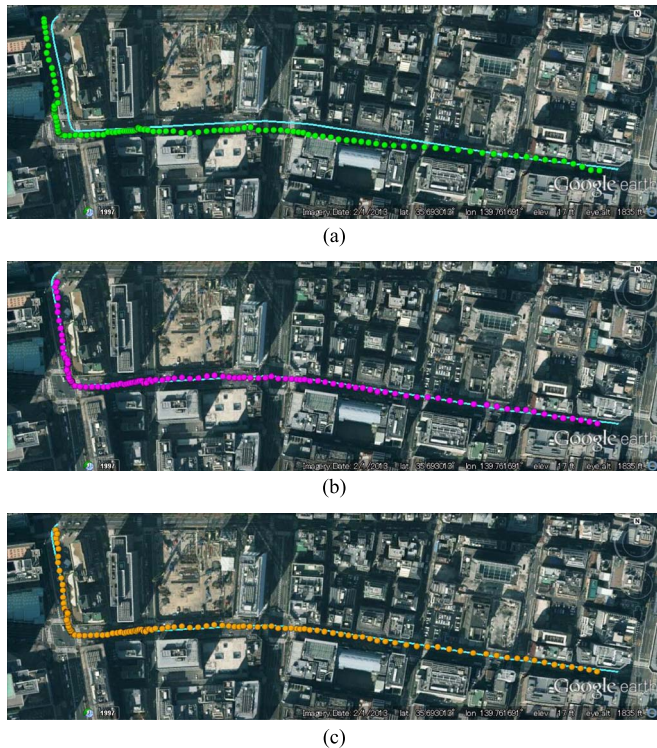 N
Google earth
1997
Imagery Date: 2/1/2013 lat 35.693013° lon 139.761691° elev 17 ft eye alt 1835 ft
(a)
N
Google earth
1997
Imagery Date: 2/1/2013 lat 35.693013° lon 139.761691° elev 17 ft eye alt 1835 ft
(b)
N
Google earth
1997
Imagery Date: 2/1/2013 lat 35.693013° lon 139.761691° elev 17 ft eye alt 1835 ft
(c)